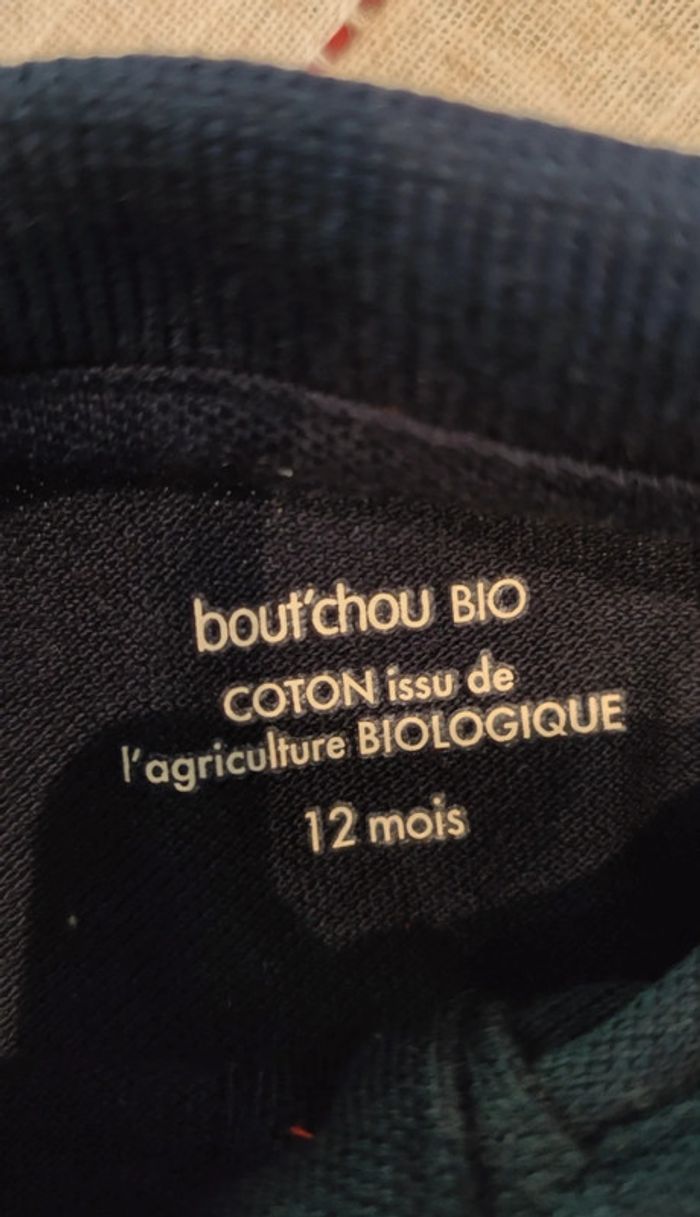 bout'chou BIO
COTON issu de
l'agriculture BIOLOGIQUE
12 mois